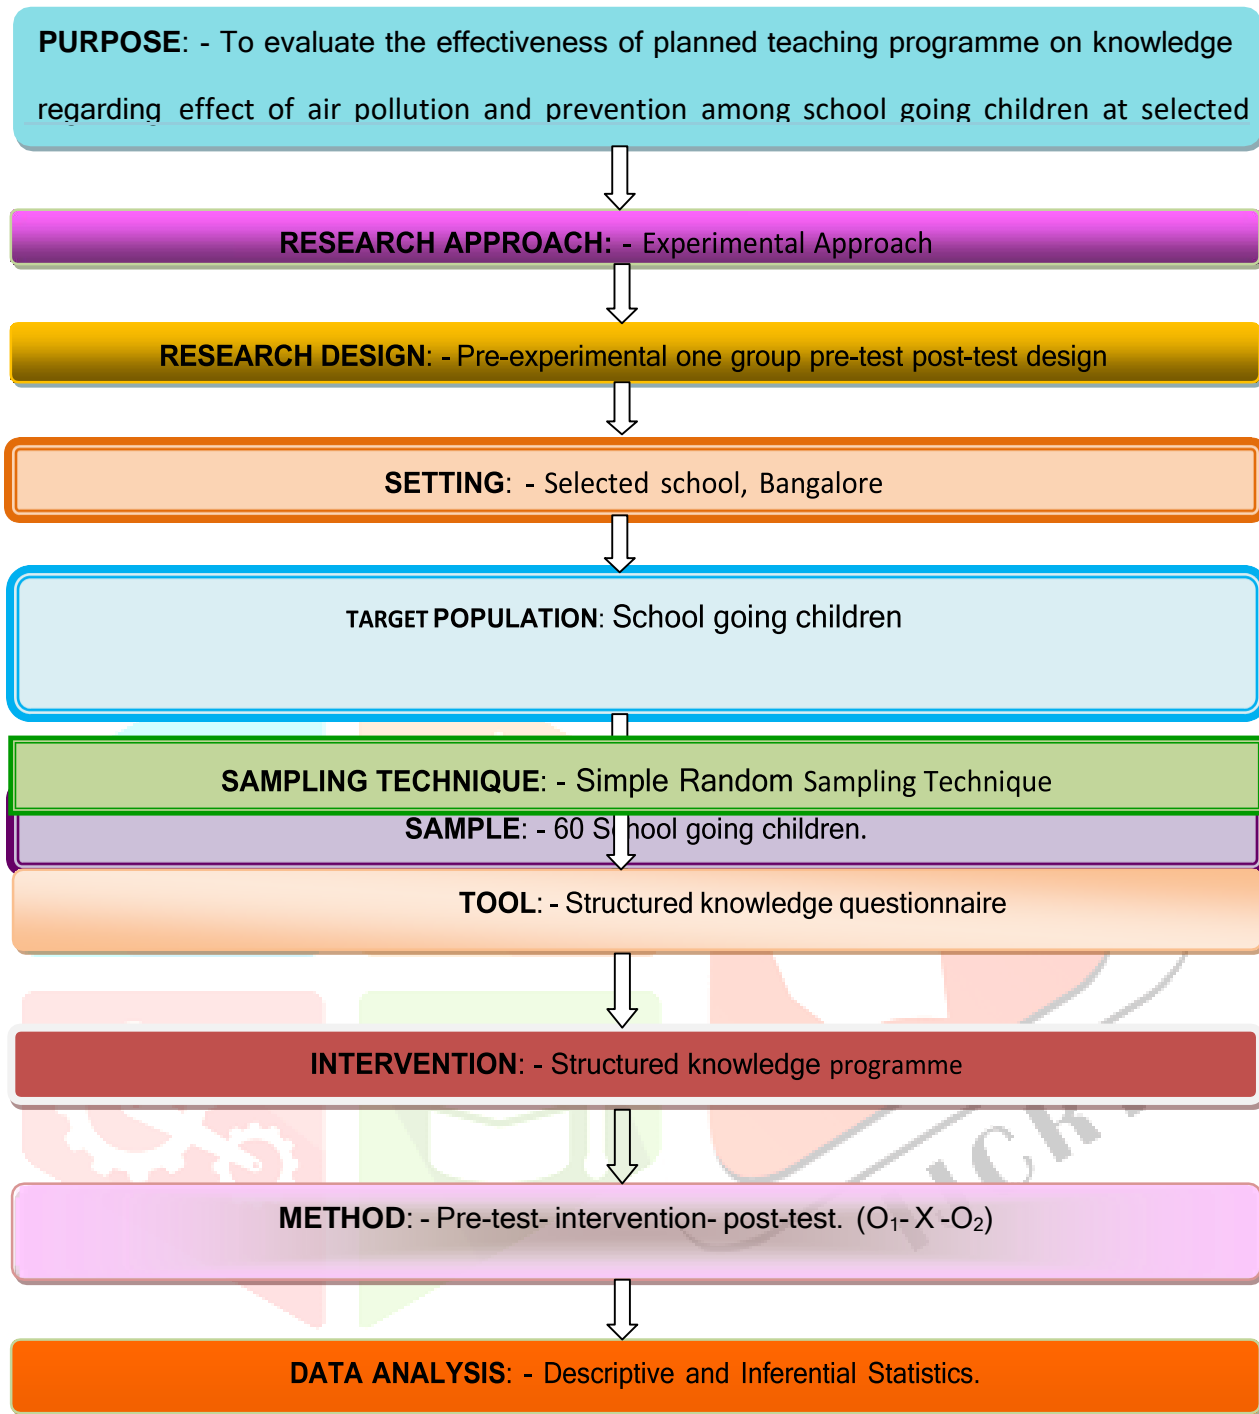 PURPOSE: - To evaluate the effectiveness of planned teaching programme on knowledge
regarding effect of air pollution and prevention among school going children at selected
RESEARCH APPROACH: - Experimental Approach
RESEARCH DESIGN: - Pre-experimental one group pre-test post-test design
SETTING: - Selected school, Bangalore
TARGET POPULATION: School going children
SAMPLING TECHNIQUE: - Simple Random Sampling Technique
SAMPLE: - 60 School going children.
TOOL: - Structured knowledge questionnaire
INTERVENTION: - Structured knowledge programme
METHOD: - Pre-test- intervention- post-test. (O₁- X -O₂)
DATA ANALYSIS: - Descriptive and Inferential Statistics.